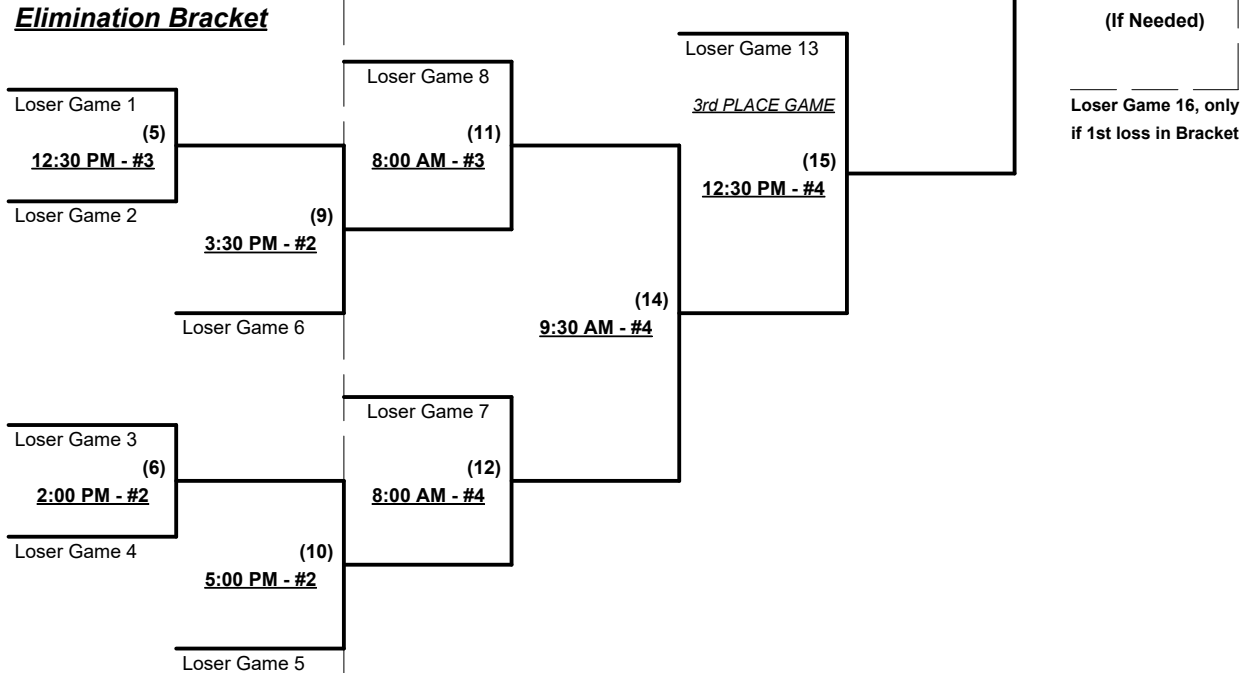 Elimination Bracket
(If Needed)
Loser Game 13
Loser Game 8
Loser Game 1
3rd PLACE GAME
Loser Game 16, only
if 1st loss in Bracket
(5)
12:30 PM - #3
(11)
8:00 AM - #3
(15)
12:30 PM - #4
Loser Game 2
(9)
3:30 PM - #2
(14)
9:30 AM - #4
Loser Game 6
Loser Game 7
Loser Game 3
(6)
2:00 PM - #2
(12)
8:00 AM - #4
Loser Game 4
(10)
5:00 PM - #2
Loser Game 5